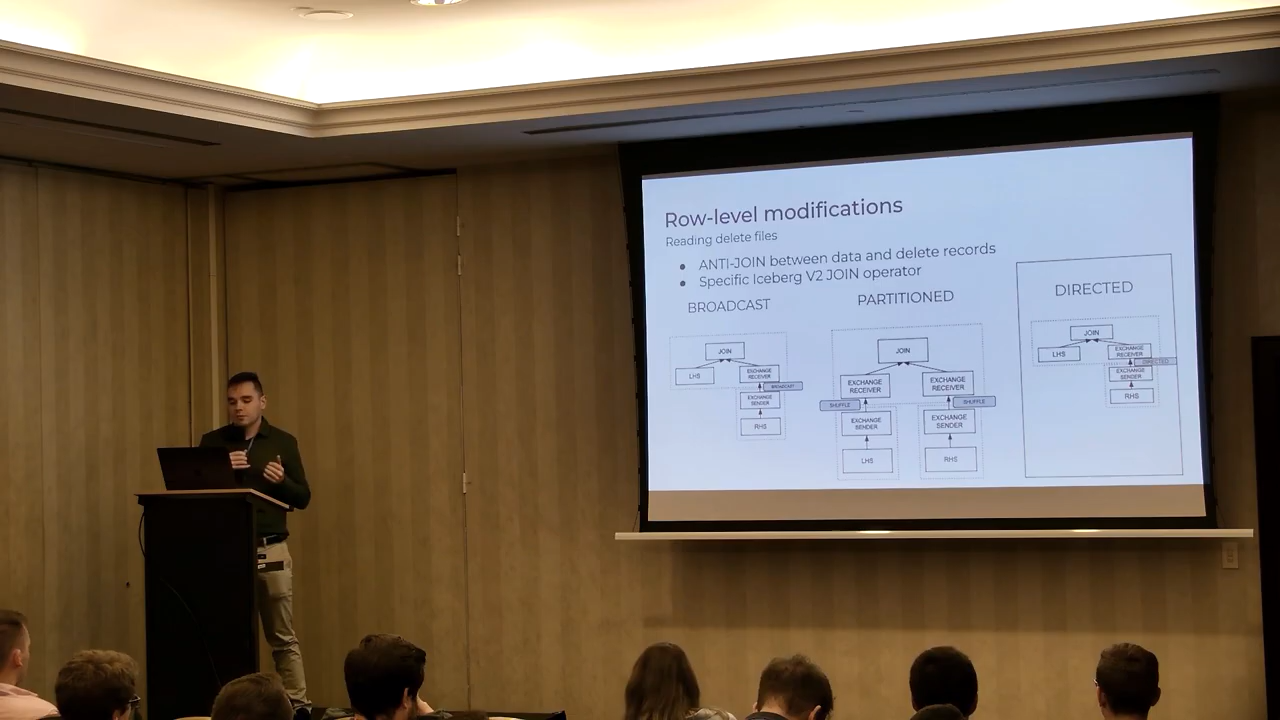 Row-level modifications
Reading delete files
● ANTI-JOIN between data and delete records
● Specific Iceberg V2 JOIN operator
BROADCAST
JOIN
LHS
EXCHANGE
RECEIVER
BROADCAST
EXCHANGE
SENDER
RHS
PARTITIONED
JOIN
EXCHANGE
RECEIVER
EXCHANGE
RECEIVER
SHUFFLE
SHUFFLE
EXCHANGE
SENDER
EXCHANGE
SENDER
LHS
RHS
DIRECTED
JOIN
LHS
EXCHANGE
RECEIVER
DIRECTED
EXCHANGE
SENDER
RHS